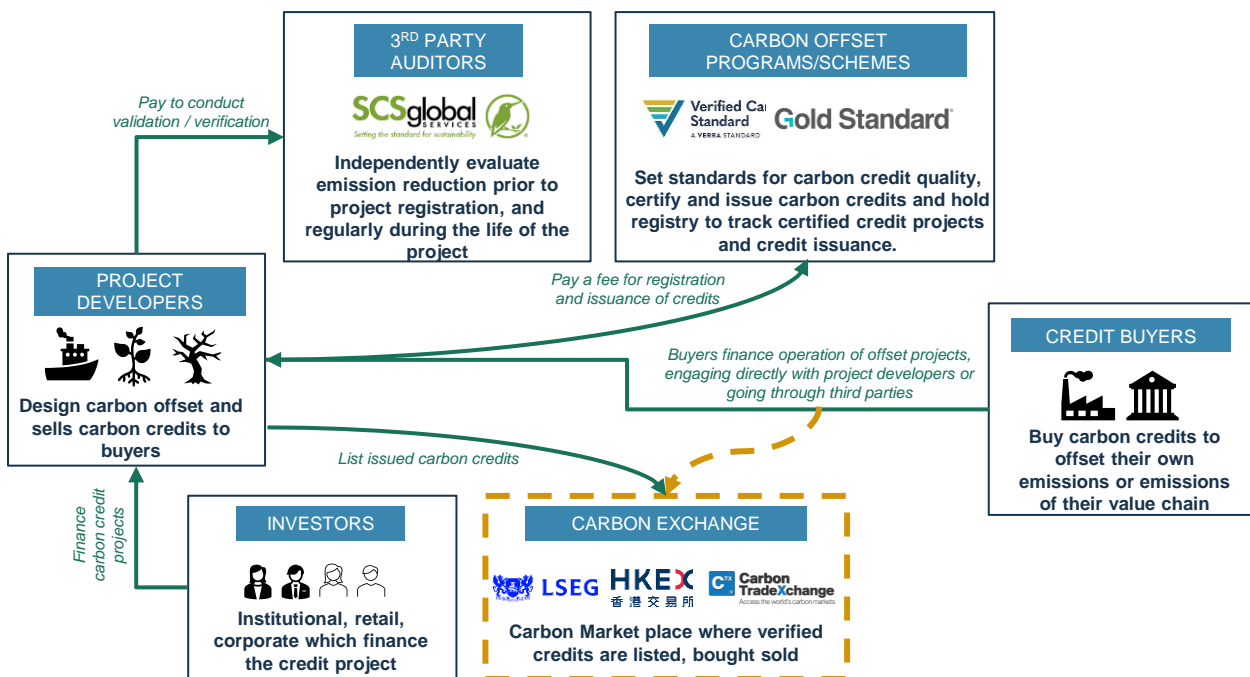 3RD PARTY
AUDITORS
SCSglobal
SERVICES
Setting the standard for sustainability
Independently evaluate
emission reduction prior to
project registration, and
regularly during the life of the
project
CARBON OFFSET
PROGRAMS/SCHEMES
Verified Ca
Standard
A VERRA STANDARD
Gold Standard
Set standards for carbon credit quality,
certify and issue carbon credits and hold
registry to track certified credit projects
and credit issuance.
Pay to conduct
validation / verification
PROJECT
DEVELOPERS
Design carbon offset and
sells carbon credits to
buyers
Pay a fee for registration
and issuance of credits
Buyers finance operation of offset projects,
engaging directly with project developers or
going through third parties
CREDIT BUYERS
Buy carbon credits to
offset their own
emissions or emissions
of their value chain
List issued carbon credits
Finance
carbon credit
projects
INVESTORS
Institutional, retail,
corporate which finance
the credit project
CARBON EXCHANGE
LSEG
HKEX
香港交易所
CTX
Carbon
TradeXchange
Access the world's carbon markets
Carbon Market place where verified
credits are listed, bought sold